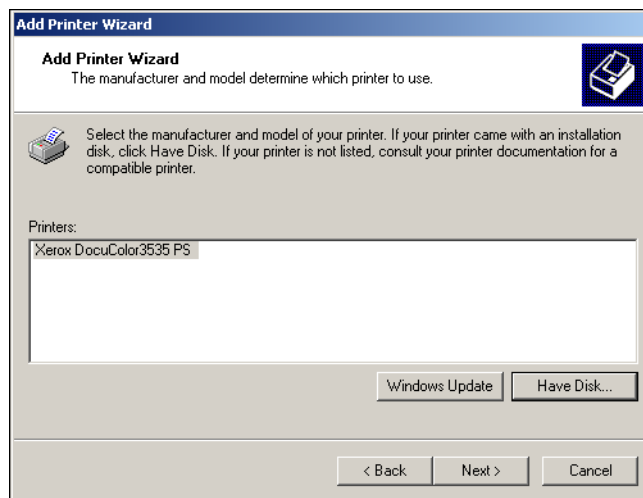 Add Printer Wizard
Add Printer Wizard
The manufacturer and model determine which printer to use.
Select the manufacturer and model of your printer. If your printer came with an installation
disk, click Have Disk. If your printer is not listed, consult your printer documentation for a
compatible printer.
Printers:
Xerox DocuColor3535 PS
Windows Update
Have Disk...
< Back
Next >
Cancel